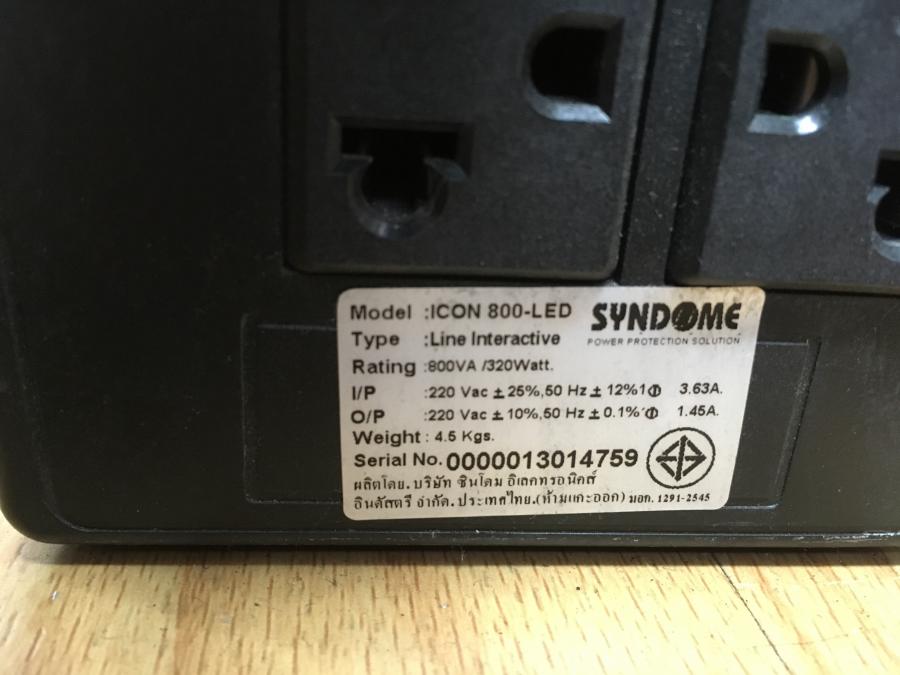 Model :ICON 800-LED
SYNDOME
POWER PROTECTION SOLUTION
Type :Line Interactive
Rating :800VA /320Watt.
I/P :220 Vac ±25%,50 Hz ± 12%1Φ 3.63A.
O/P :220 Vac ±10%,50 Hz ±0.1%1Φ 1.45A.
Weight : 4.5 Kgs.
Serial No. 0000013014759
ผลิตโดย. บริษัท ซินโดม อิเลคทรอนิคส์
อินดัสตรี จำกัด. ประเทศไทย.(ห้ามแกะออก) มอก. 1291-2545